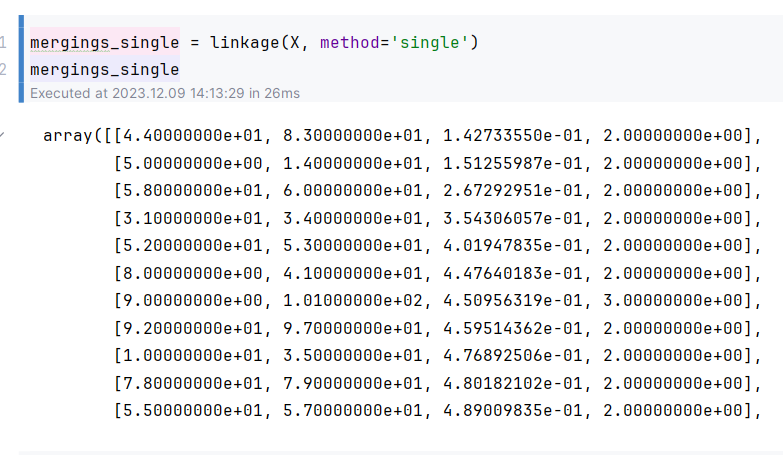 1 mergings_single = linkage(X, method='single')
2 mergings_single
Executed at 2023.12.09 14:13:29 in 26ms
array([[4.40000000e+01, 8.30000000e+01, 1.42733550e-01, 2.00000000e+00],
[5.00000000e+00, 1.40000000e+01, 1.51255987e-01, 2.00000000e+00],
[5.80000000e+01, 6.00000000e+01, 2.67292951e-01, 2.00000000e+00],
[3.10000000e+01, 3.40000000e+01, 3.54306057e-01, 2.00000000e+00],
[5.20000000e+01, 5.30000000e+01, 4.01947835e-01, 2.00000000e+00],
[8.00000000e+00, 4.10000000e+01, 4.47640183e-01, 2.00000000e+00],
[9.00000000e+00, 1.01000000e+02, 4.50956319e-01, 3.00000000e+00],
[9.20000000e+01, 9.70000000e+01, 4.59514362e-01, 2.00000000e+00],
[1.00000000e+01, 3.50000000e+01, 4.76892506e-01, 2.00000000e+00],
[7.80000000e+01, 7.90000000e+01, 4.80182102e-01, 2.00000000e+00],
[5.50000000e+01, 5.70000000e+01, 4.89009835e-01, 2.00000000e+00],